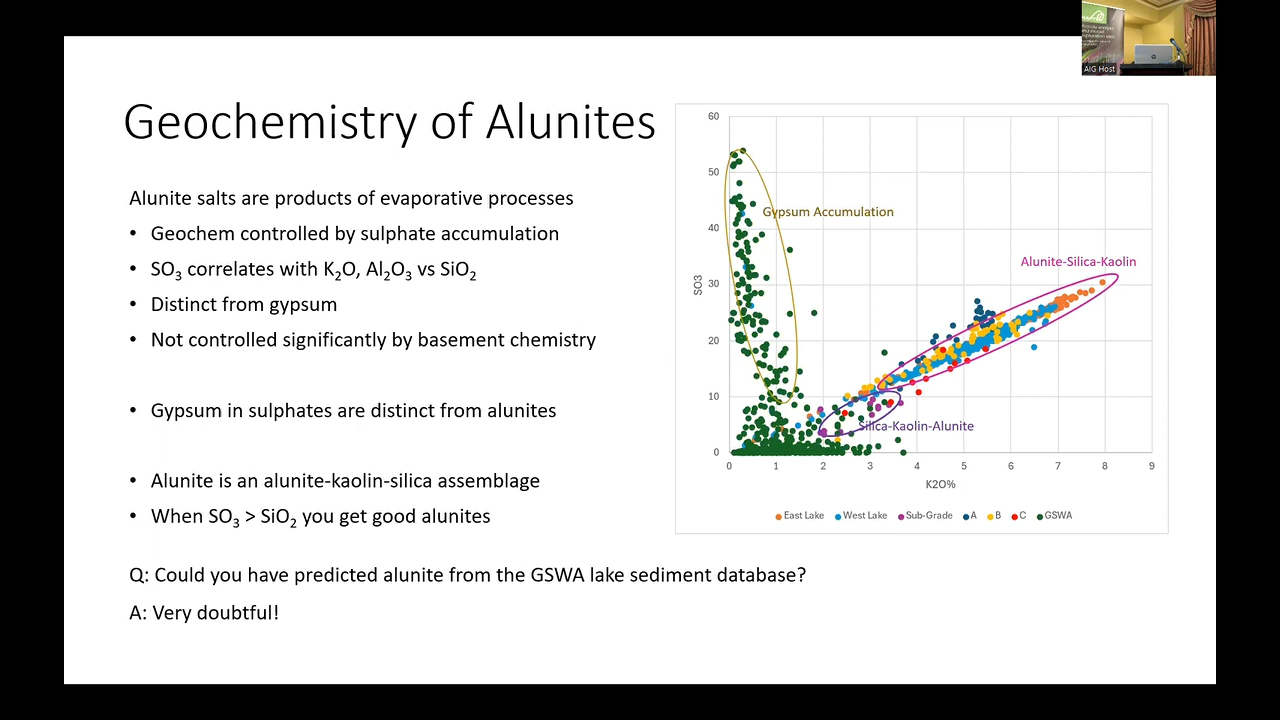 Geochemistry of Alunites
Alunite salts are products of evaporative processes
• Geochem controlled by sulphate accumulation
• SO₃ correlates with K₂O, Al₂O₃ vs SiO₂
• Distinct from gypsum
• Not controlled significantly by basement chemistry
• Gypsum in sulphates are distinct from alunites
• Alunite is an alunite-kaolin-silica assemblage
• When SO₃ > SiO₂ you get good alunites
Q: Could you have predicted alunite from the GSWA lake sediment database?
A: Very doubtful!
60
50
40
30
20
10
0
SO3
Gypsum Accumulation
Alunite-Silica-Kaolin
Silica-Kaolin-Alunite
0 1 2 3 4 5 6 7 8 9
K2O%
East Lake West Lake Sub-Grade A B C GSWA
AIG Host